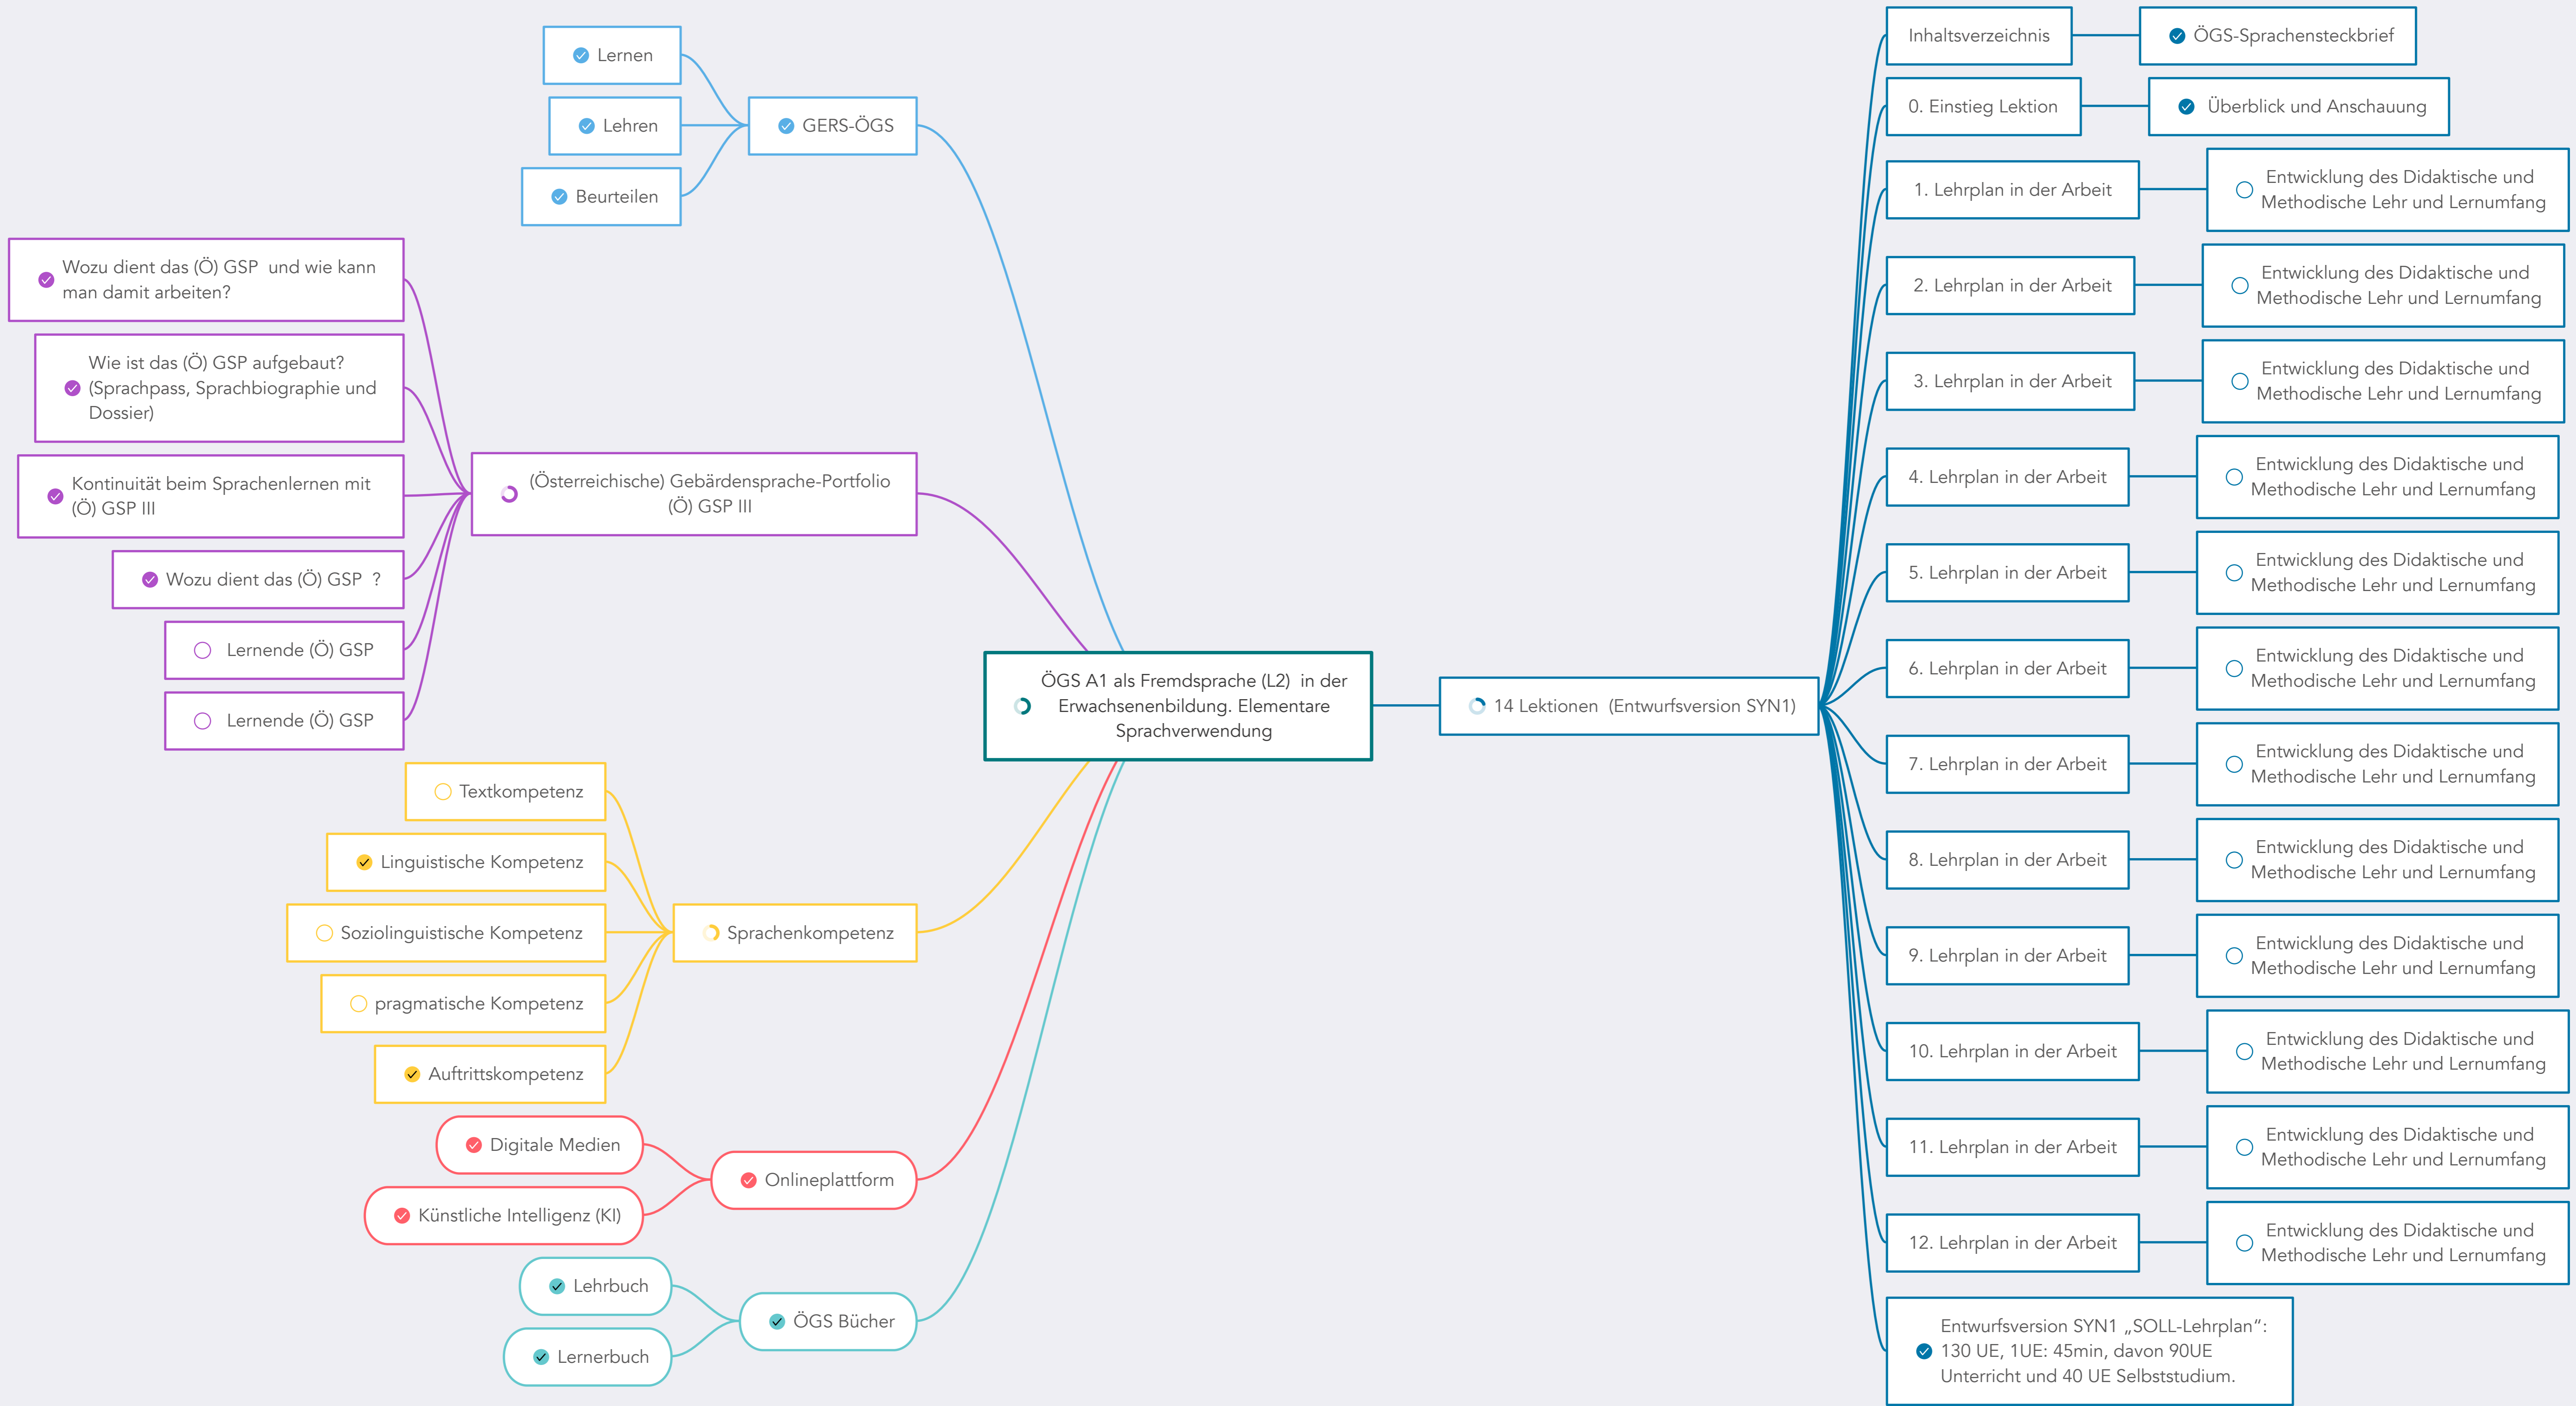 Lernen
Lehren
Beurteilen
GERS-ÖGS
Wozu dient das (Ö) GSP und wie kann
man damit arbeiten?
Wie ist das (Ö) GSP aufgebaut?
(Sprachpass, Sprachbiographie und
Dossier)
Kontinuität beim Sprachenlernen mit
(Ö) GSP III
Wozu dient das (Ö) GSP ?
Lernende (Ö) GSP
Lernende (Ö) GSP
(Österreichische) Gebärdensprache-Portfolio
(Ö) GSP III
Textkompetenz
Linguistische Kompetenz
Soziolinguistische Kompetenz
pragmatische Kompetenz
Auftrittskompetenz
Sprachenkompetenz
Digitale Medien
Künstliche Intelligenz (KI)
Onlineplattform
Lehrbuch
Lernerbuch
ÖGS Bücher
ÖGS A1 als Fremdsprache (L2) in der
Erwachsenenbildung. Elementare
Sprachverwendung
14 Lektionen (Entwurfsversion SYN1)
Inhaltsverzeichnis
ÖGS-Sprachensteckbrief
0. Einstieg Lektion
Überblick und Anschauung
1. Lehrplan in der Arbeit
Entwicklung des Didaktische und
Methodische Lehr und Lernumfang
2. Lehrplan in der Arbeit
Entwicklung des Didaktische und
Methodische Lehr und Lernumfang
3. Lehrplan in der Arbeit
Entwicklung des Didaktische und
Methodische Lehr und Lernumfang
4. Lehrplan in der Arbeit
Entwicklung des Didaktische und
Methodische Lehr und Lernumfang
5. Lehrplan in der Arbeit
Entwicklung des Didaktische und
Methodische Lehr und Lernumfang
6. Lehrplan in der Arbeit
Entwicklung des Didaktische und
Methodische Lehr und Lernumfang
7. Lehrplan in der Arbeit
Entwicklung des Didaktische und
Methodische Lehr und Lernumfang
8. Lehrplan in der Arbeit
Entwicklung des Didaktische und
Methodische Lehr und Lernumfang
9. Lehrplan in der Arbeit
Entwicklung des Didaktische und
Methodische Lehr und Lernumfang
10. Lehrplan in der Arbeit
Entwicklung des Didaktische und
Methodische Lehr und Lernumfang
11. Lehrplan in der Arbeit
Entwicklung des Didaktische und
Methodische Lehr und Lernumfang
12. Lehrplan in der Arbeit
Entwicklung des Didaktische und
Methodische Lehr und Lernumfang
Entwurfsversion SYN1 „SOLL-Lehrplan“:
130 UE, 1UE: 45min, davon 90UE
Unterricht und 40 UE Selbststudium.